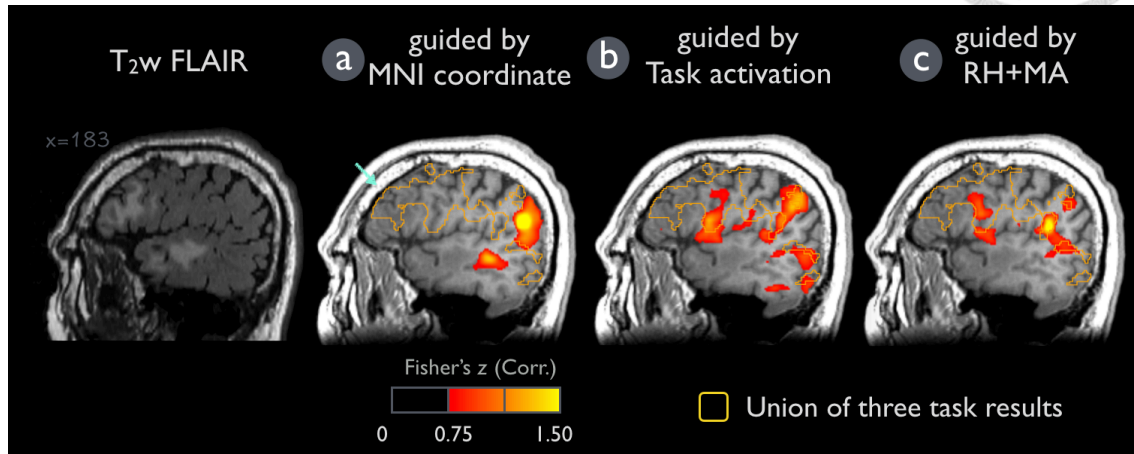 T₂w FLAIR
a guided by
MNI coordinate
b guided by
Task activation
c guided by
RH+MA
x=183
Fisher's z (Corr.)
0 0.75 1.50
Union of three task results